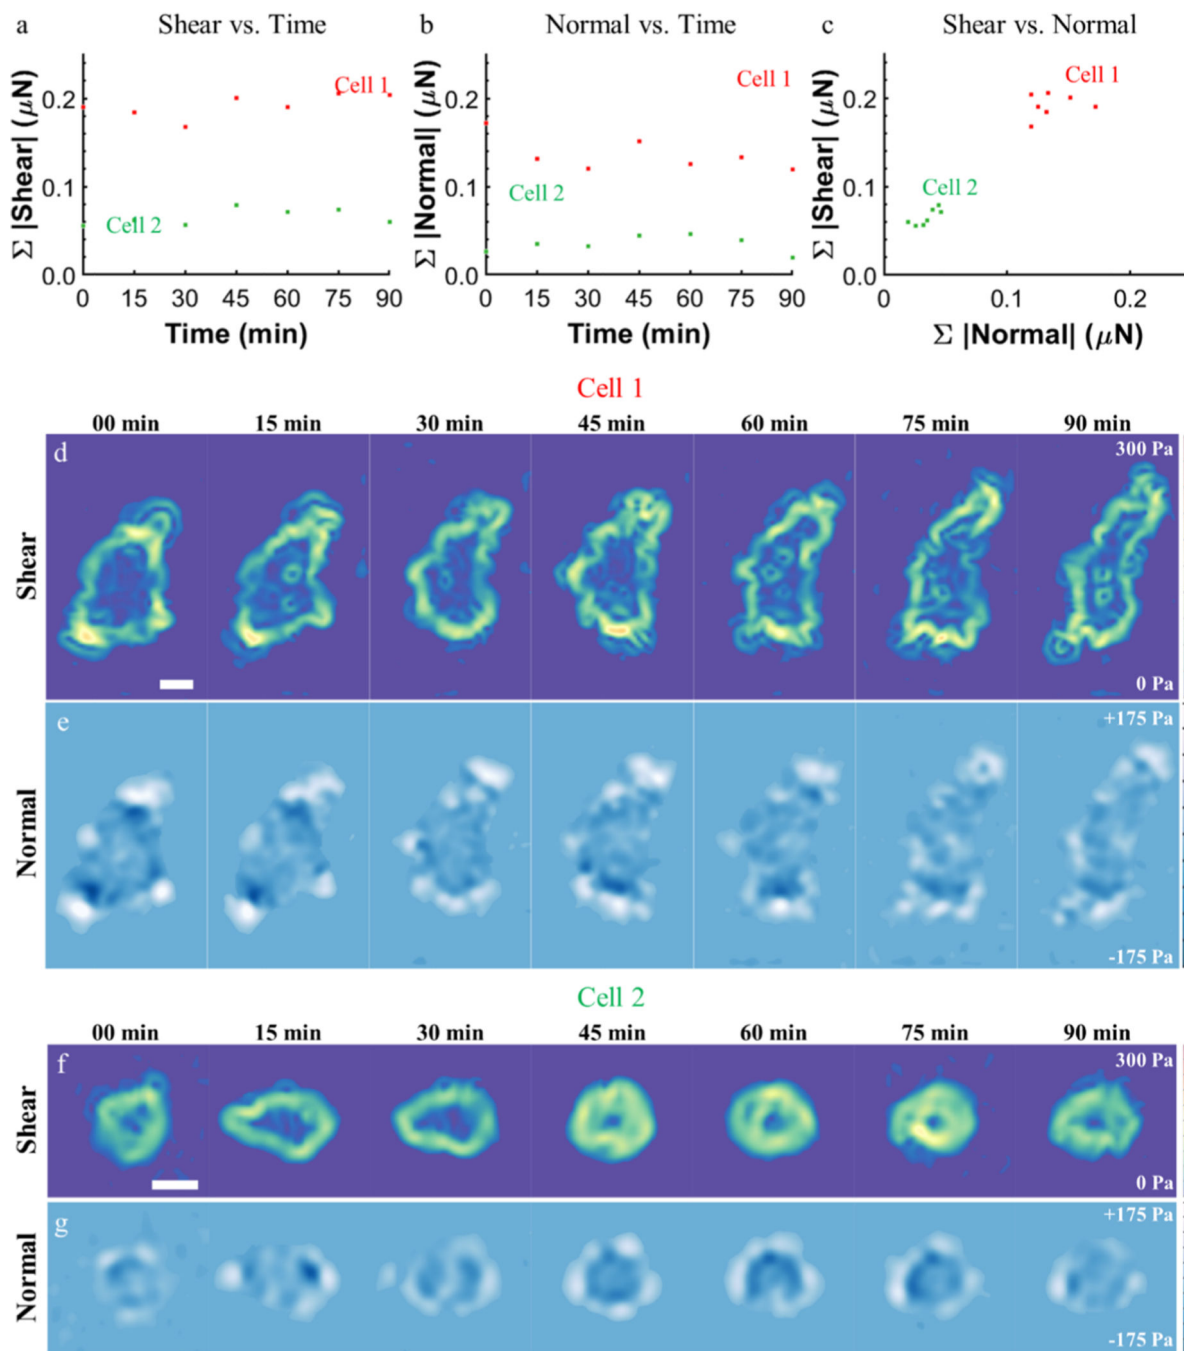 a Shear vs. Time
b Normal vs. Time
c Shear vs. Normal
Σ |Shear| (μN)
0.2
0.1
0.0
Cell 1
Cell 2
0 15 30 45 60 75 90
Time (min)
Σ |Normal| (μN)
0.2
0.1
0.0
Cell 1
Cell 2
0 15 30 45 60 75 90
Time (min)
Σ |Shear| (μN)
0.2
0.1
0.0
Cell 1
Cell 2
0 0.1 0.2
Σ |Normal| (μN)
Cell 1
00 min 15 min 30 min 45 min 60 min 75 min 90 min
d
Shear
300 Pa
0 Pa
e
Normal
+175 Pa
-175 Pa
Cell 2
00 min 15 min 30 min 45 min 60 min 75 min 90 min
f
Shear
300 Pa
0 Pa
g
Normal
+175 Pa
-175 Pa